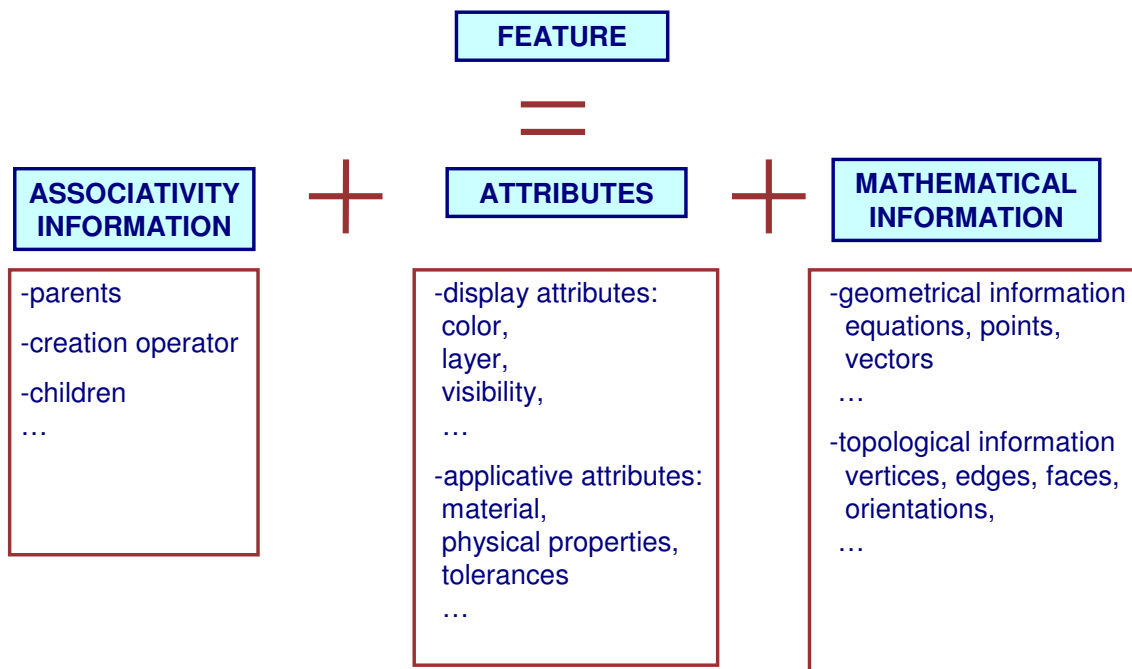 FEATURE
ASSOCIATIVITY
INFORMATION
-parents
-creation operator
-children
…
ATTRIBUTES
-display attributes:
color,
layer,
visibility,
…
-applicative attributes:
material,
physical properties,
tolerances
…
MATHEMATICAL
INFORMATION
-geometrical information
equations, points,
vectors
…
-topological information
vertices, edges, faces,
orientations,
…